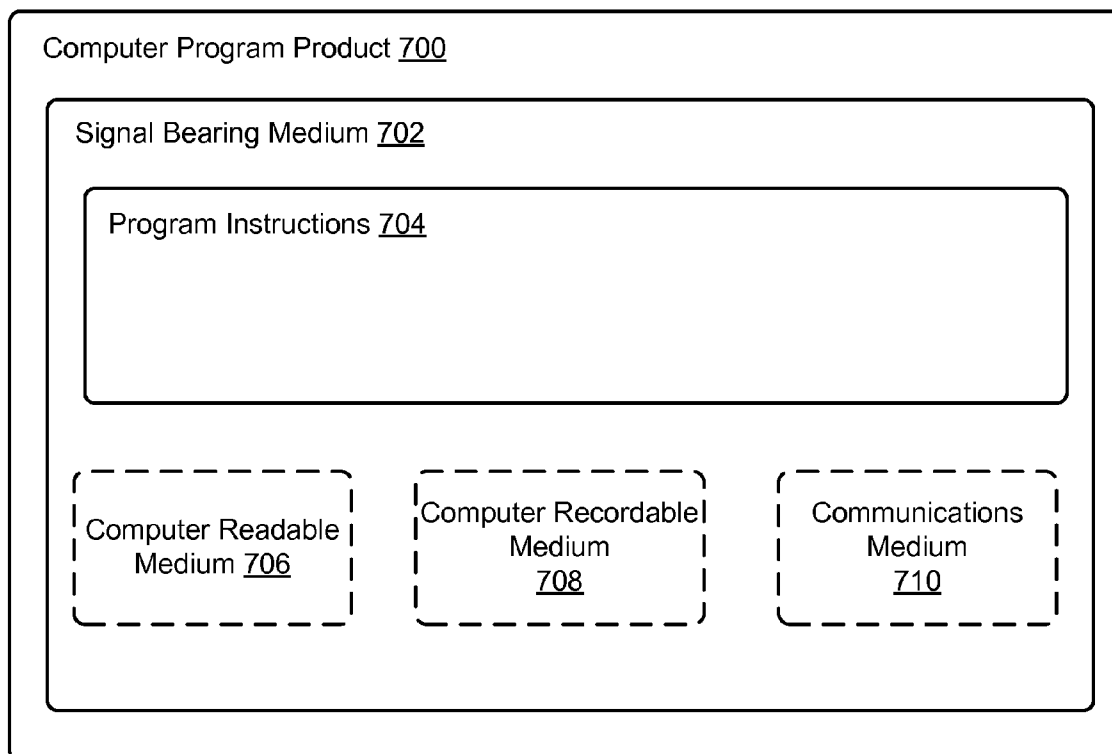 Computer Program Product 700
Signal Bearing Medium 702
Program Instructions 704
Computer Readable
Medium 706
Computer Recordable
Medium
708
Communications
Medium
710